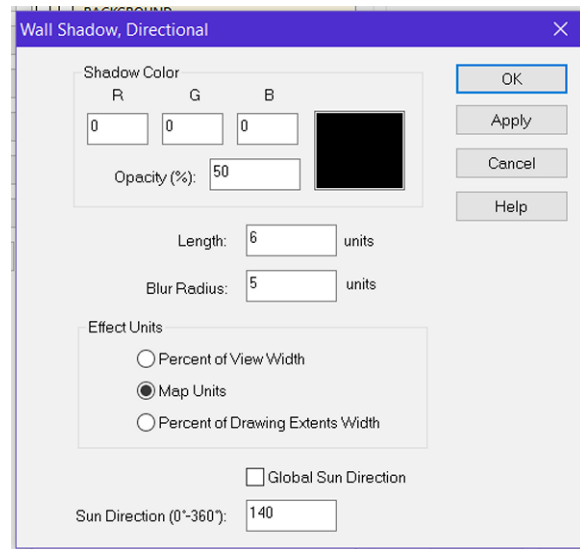 BACKGROUND
Wall Shadow, Directional
Shadow Color
R G B
0 0 0
Opacity (%): 50
OK
Apply
Cancel
Help
Length: 6 units
Blur Radius: 5 units
Effect Units
Percent of View Width
Map Units
Percent of Drawing Extents Width
Global Sun Direction
Sun Direction (0°-360°): 140